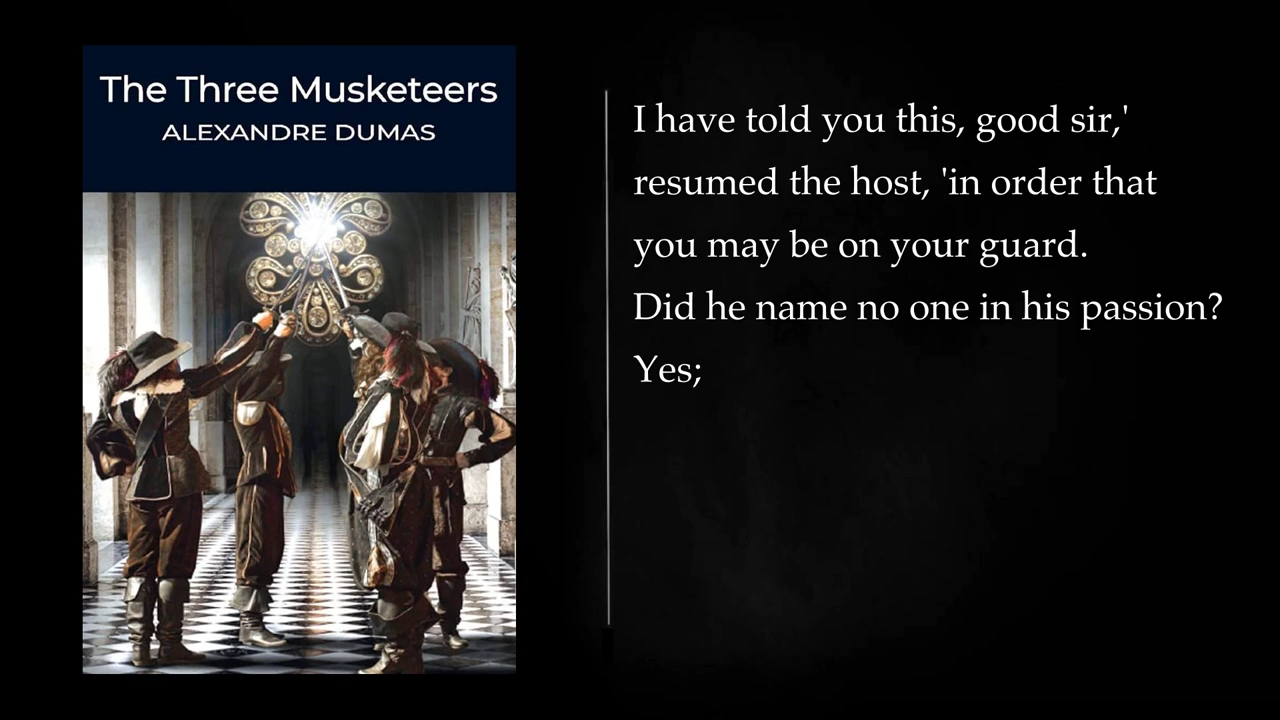 The Three Musketeers
ALEXANDRE DUMAS
I have told you this, good sir,'
resumed the host, 'in order that
you may be on your guard.
Did he name no one in his passion?
Yes;